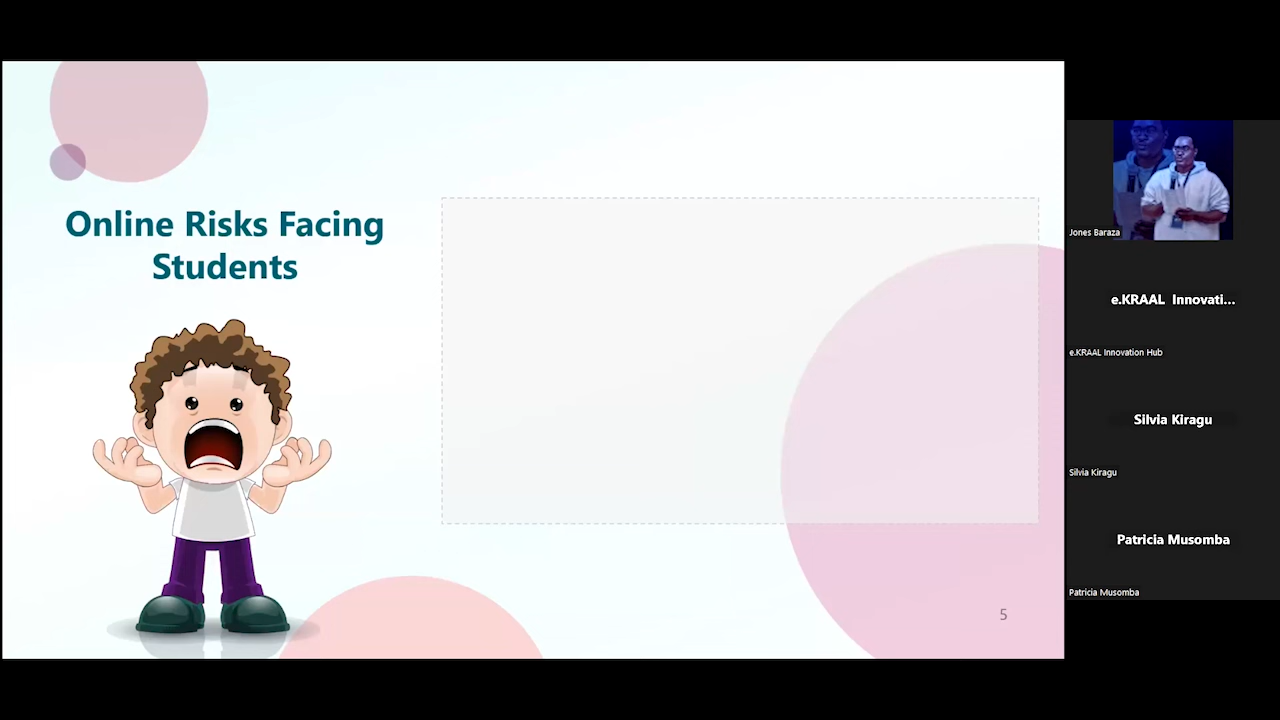 Online Risks Facing
Students
5
Jones Baraza
e.KRAAL Innovati...
e.KRAAL Innovation Hub
Silvia Kiragu
Silvia Kiragu
Patricia Musomba
Patricia Musomba